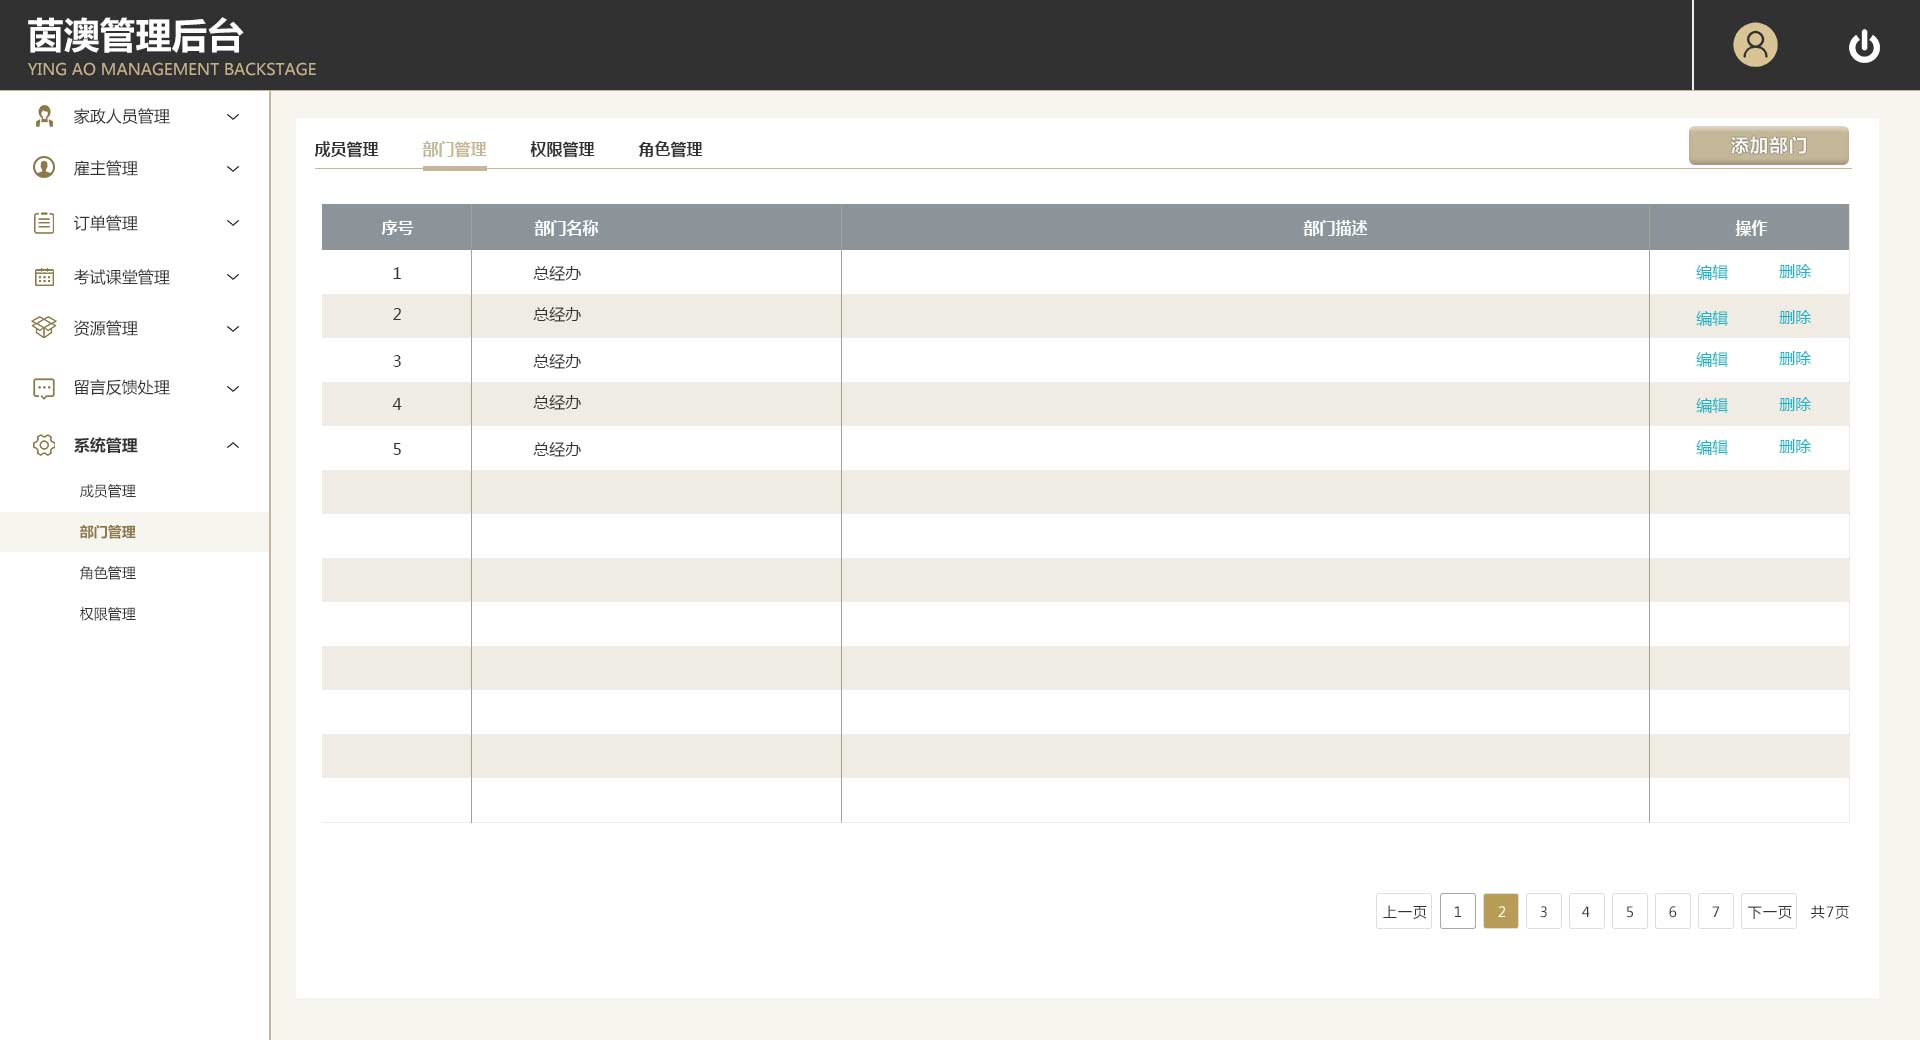 茵澳管理后台
YING AO MANAGEMENT BACKSTAGE
家政人员管理
雇主管理
订单管理
考试课堂管理
资源管理
留言反馈处理
系统管理
成员管理
部门管理
角色管理
权限管理
成员管理 部门管理 权限管理 角色管理 添加部门
序号 部门名称 部门描述 操作
1 总经办 编辑 删除
2 总经办 编辑 删除
3 总经办 编辑 删除
4 总经办 编辑 删除
5 总经办 编辑 删除
上一页 1 2 3 4 5 6 7 下一页 共7页